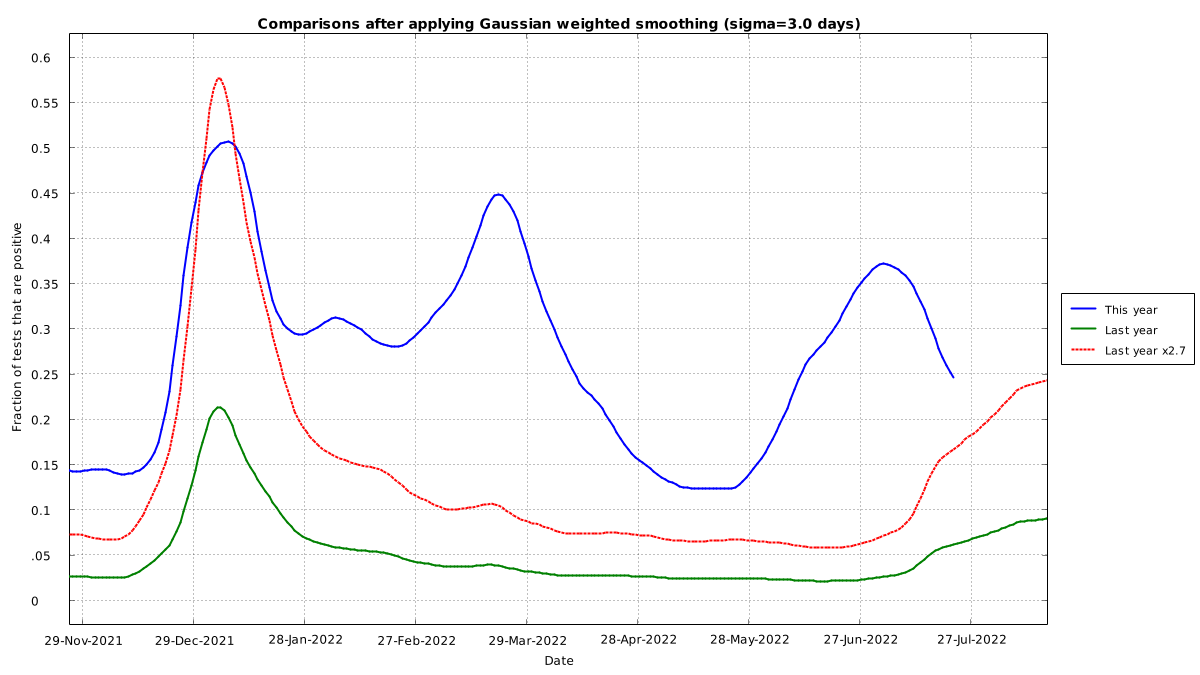 Comparisons after applying Gaussian weighted smoothing (sigma=3.0 days)
Fraction of tests that are positive
0.6
0.55
0.5
0.45
0.4
0.35
0.3
0.25
0.2
0.15
0.1
.05
0
29-Nov-2021 29-Dec-2021 28-Jan-2022 27-Feb-2022 29-Mar-2022 28-Apr-2022 28-May-2022 27-Jun-2022 27-Jul-2022
Date
This year
Last year
Last year x2.7